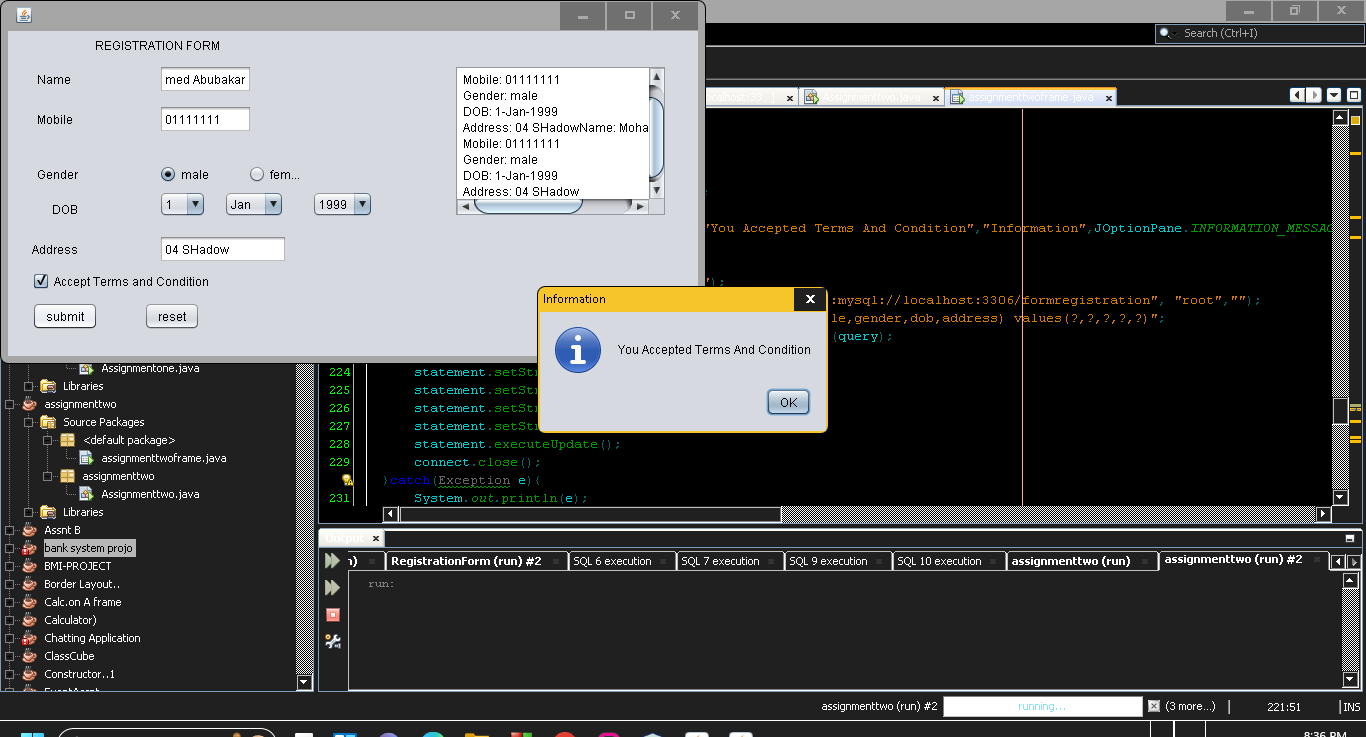 REGISTRATION FORM
Name
med Abubakar
Mobile
01111111
Gender
male
fem...
DOB
1
Jan
1999
Address
04 SHadow
Accept Terms and Condition
submit
reset
Mobile: 01111111
Gender: male
DOB: 1-Jan-1999
Address: 04 SHadowName: Moha
Mobile: 01111111
Gender: male
DOB: 1-Jan-1999
Address: 04 SHadow
Search (Ctrl+I)
Assignmenttwo.java
assignmenttwoframe.java
"You Accepted Terms And Condition","Information",JOptionPane.INFORMATION_MESSAG
");
:mysql://localhost:3306/formregistration", "root","");
le,gender,dob,address) values(?,?,?,?,?)";
(query);
Information
You Accepted Terms And Condition
OK
224 statement.setStr
225 statement.setStr
226 statement.setStr
227 statement.setStr
228 statement.executeUpdate();
229 connect.close();
}catch(Exception e){
231 System.out.println(e);
Assignmentone.java
Libraries
assignmenttwo
Source Packages
<default package>
assignmenttwoframe.java
assignmenttwo
Assignmenttwo.java
Libraries
Assnt B
bank system projo
BMI-PROJECT
Border Layout..
Calc.on A frame
Calculator)
Chatting Application
ClassCube
Constructor..1
Output
n)
RegistrationForm (run) #2
SQL 6 execution
SQL 7 execution
SQL 9 execution
SQL 10 execution
assignmenttwo (run)
assignmenttwo (run) #2
run:
assignmenttwo (run) #2
running...
(3 more...)
221:51
INS
8:36 PM